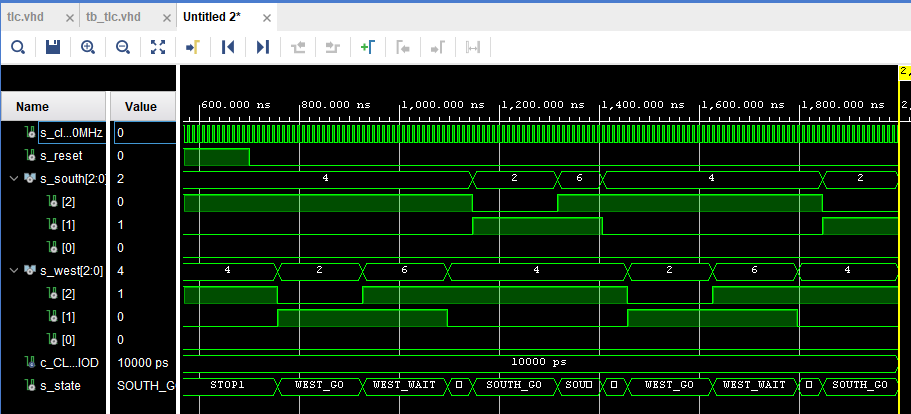 tlc.vhd × tb_tlc.vhd × Untitled 2* ×
2,
Name Value
600.000 ns 800.000 ns 1,000.000 ns 1,200.000 ns 1,400.000 ns 1,600.000 ns 1,800.000 ns 2,
s_cl...0MHz 0
s_reset 0
s_south[2:0] 2 4 2 6 4 2
[2] 0
[1] 1
[0] 0
s_west[2:0] 4 4 2 6 4 2 6 4
[2] 1
[1] 0
[0] 0
c_CL...IOD 10000 ps 10000 ps
s_state SOUTH_G STOP1 WEST_GO WEST_WAIT SOUTH_GO SOU WEST_GO WEST_WAIT SOUTH_GO